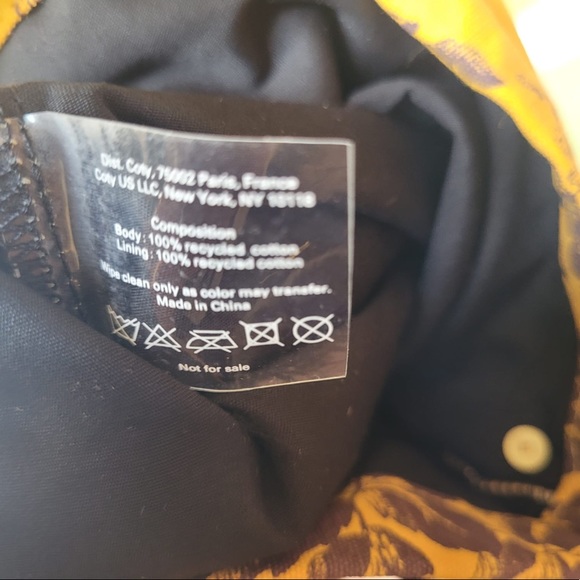 Dist. Coty, 75002 Paris, France
Coty US LLC, New York, NY 10118
Composition
Body: 100% recycled cotton
Lining: 100% recycled cotton
Wipe clean only as color may transfer.
Made in China
Not for sale